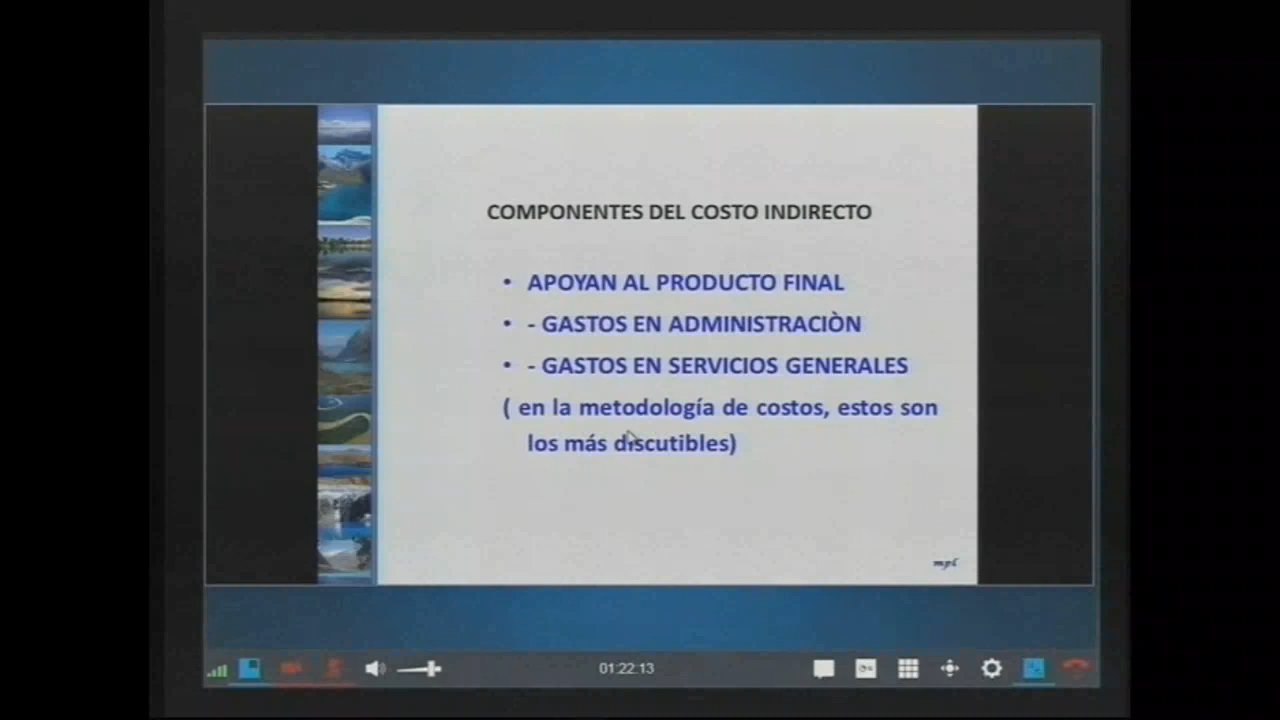 COMPONENTES DEL COSTO INDIRECTO
• APOYAN AL PRODUCTO FINAL
• - GASTOS EN ADMINISTRACIÒN
• - GASTOS EN SERVICIOS GENERALES
( en la metodología de costos, estos son
los más discutibles)
mpi
01:22:13